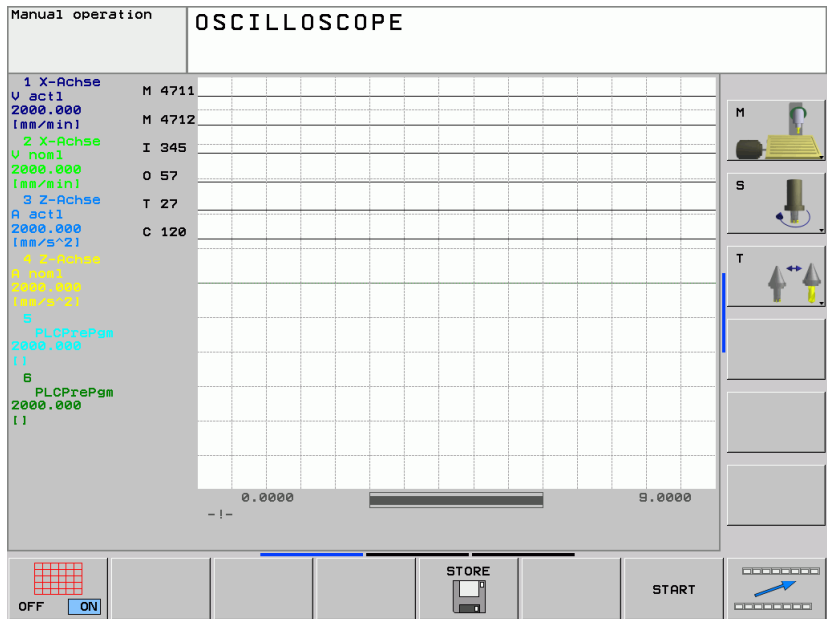 Manual operation
OSCILLOSCOPE
1 X-Achse
V actl
2000.000
[mm/min]
2 X-Achse
V noml
2000.000
[mm/min]
3 Z-Achse
A actl
2000.000
[mm/s^2]
4 Z-Achse
A noml
2000.000
[mm/s^2]
5
PLCPrePgm
2000.000
[]
6
PLCPrePgm
2000.000
[]
M 4711
M 4712
I 345
O 57
T 27
C 120
0.0000
9.0000
-!-
M
S
T
OFF ON
STORE
START